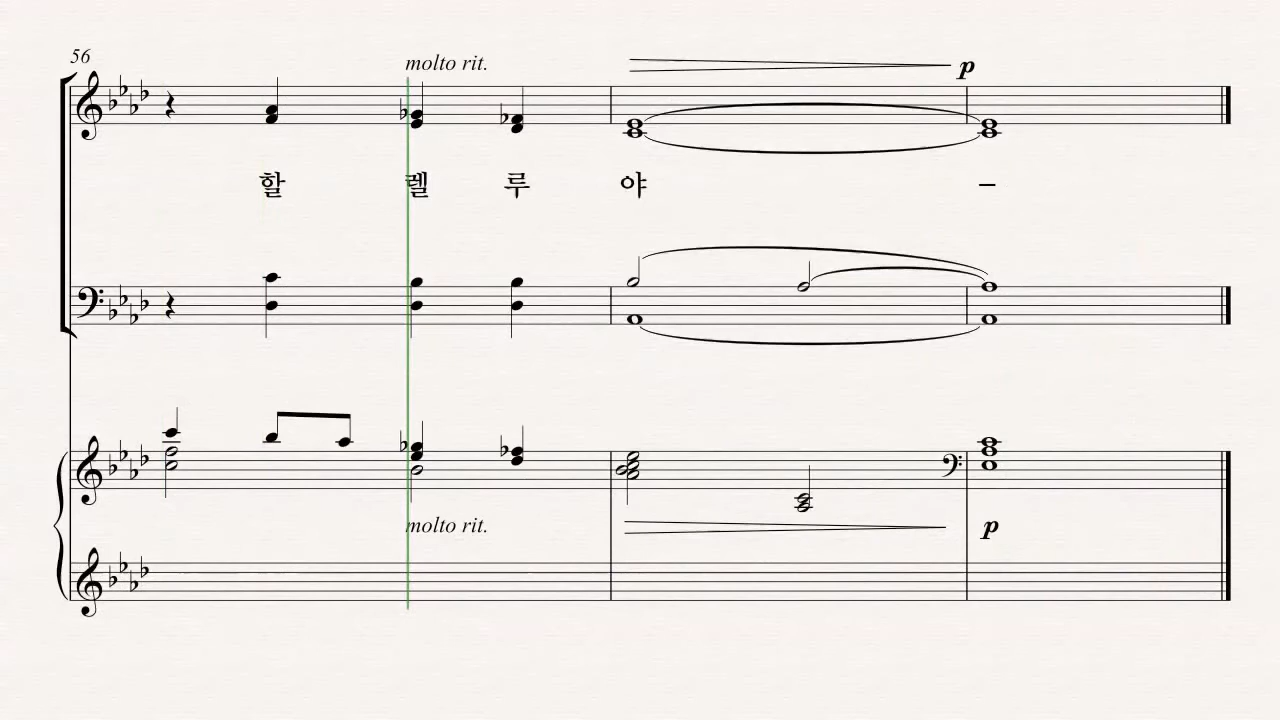 56
molto rit.
p
할 렐 루 야 –
molto rit.
p